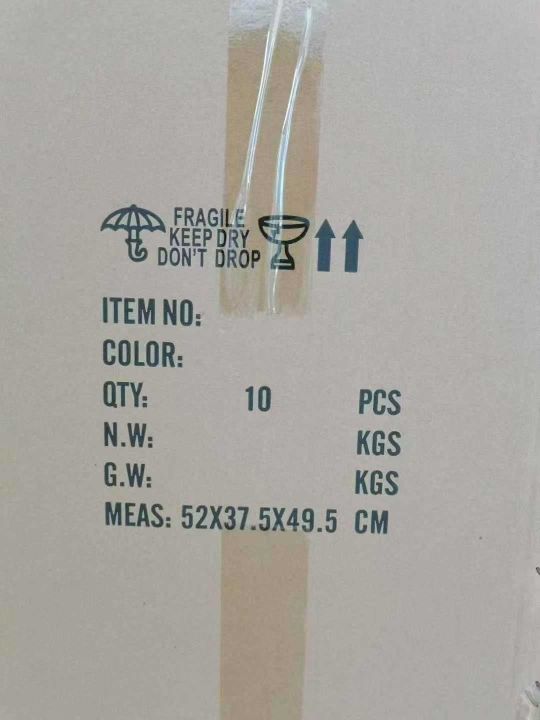 FRAGILE
KEEP DRY
DON'T DROP
ITEM NO:
COLOR:
QTY: 10 PCS
N.W: KGS
G.W: KGS
MEAS: 52X37.5X49.5 CM